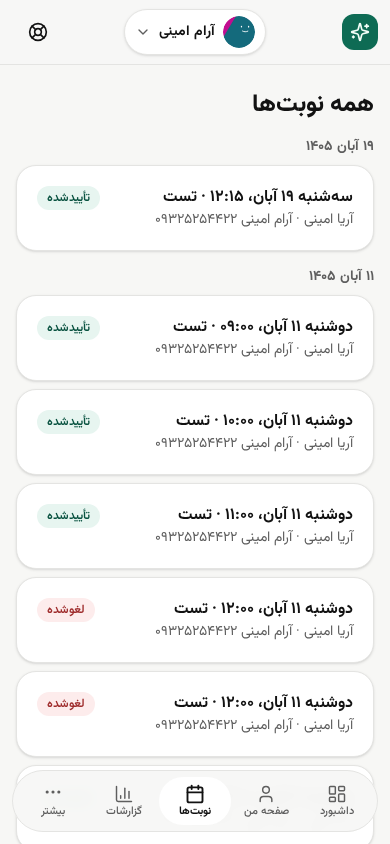 آرام امینی
همه نوبت‌ها
۱۹ آبان ۱۴۰۵
سه‌شنبه ۱۹ آبان، ۱۲:۱۵ · تست
تأییدشده
آریا امینی · آرام امینی ۰۹۳۲۵۲۵۴۴۲۲
۱۱ آبان ۱۴۰۵
دوشنبه ۱۱ آبان، ۰۹:۰۰ · تست
تأییدشده
آریا امینی · آرام امینی ۰۹۳۲۵۲۵۴۴۲۲
دوشنبه ۱۱ آبان، ۱۰:۰۰ · تست
تأییدشده
آریا امینی · آرام امینی ۰۹۳۲۵۲۵۴۴۲۲
دوشنبه ۱۱ آبان، ۱۱:۰۰ · تست
تأییدشده
آریا امینی · آرام امینی ۰۹۳۲۵۲۵۴۴۲۲
دوشنبه ۱۱ آبان، ۱۲:۰۰ · تست
لغوشده
آریا امینی · آرام امینی ۰۹۳۲۵۲۵۴۴۲۲
دوشنبه ۱۱ آبان، ۱۲:۰۰ · تست
لغوشده
آریا امینی · آرام امینی ۰۹۳۲۵۲۵۴۴۲۲
داشبورد
صفحه من
نوبت‌ها
گزارشات
بیشتر